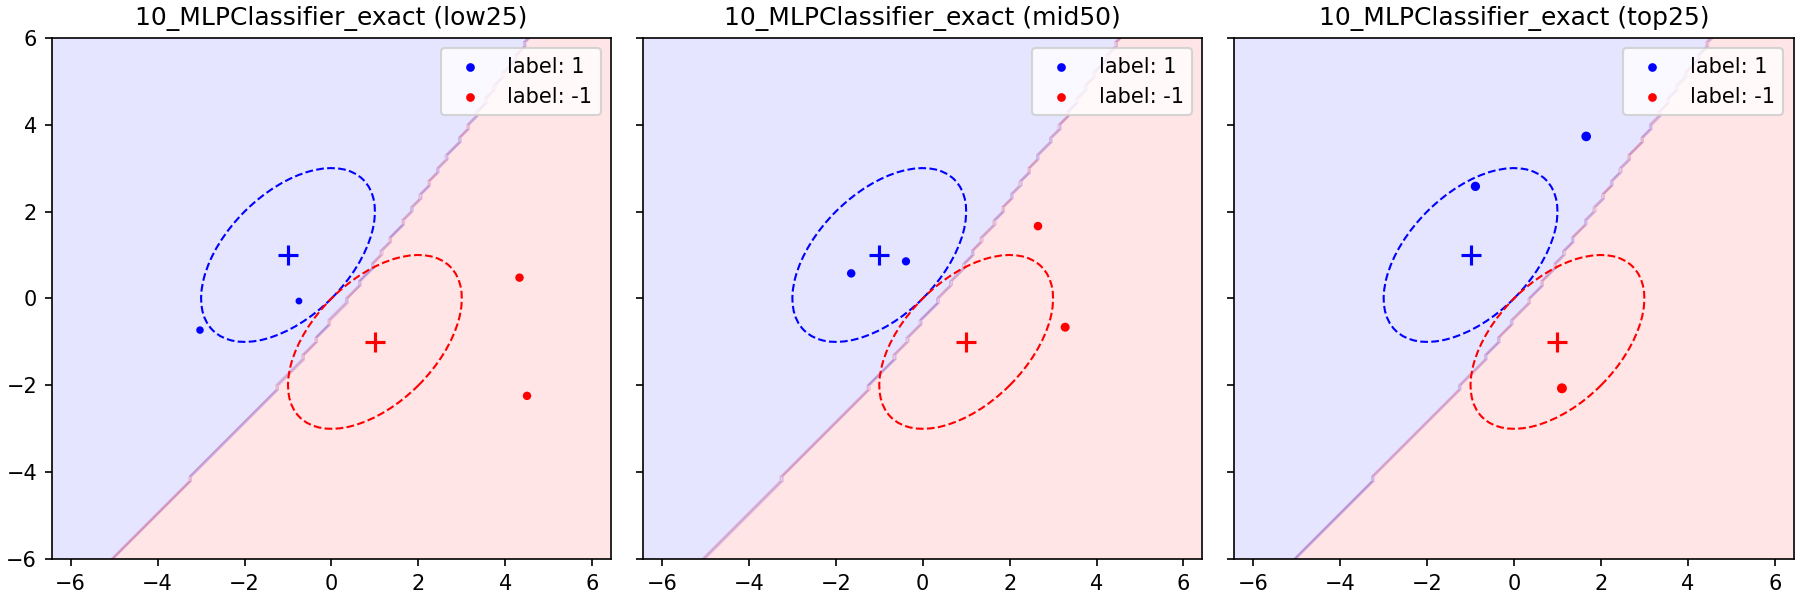 10_MLPClassifier_exact (low25)
10_MLPClassifier_exact (mid50)
10_MLPClassifier_exact (top25)
label: 1
label: -1
label: 1
label: -1
label: 1
label: -1
6
4
2
0
−2
−4
−6
−6 −4 −2 0 2 4 6
−6 −4 −2 0 2 4 6
−6 −4 −2 0 2 4 6